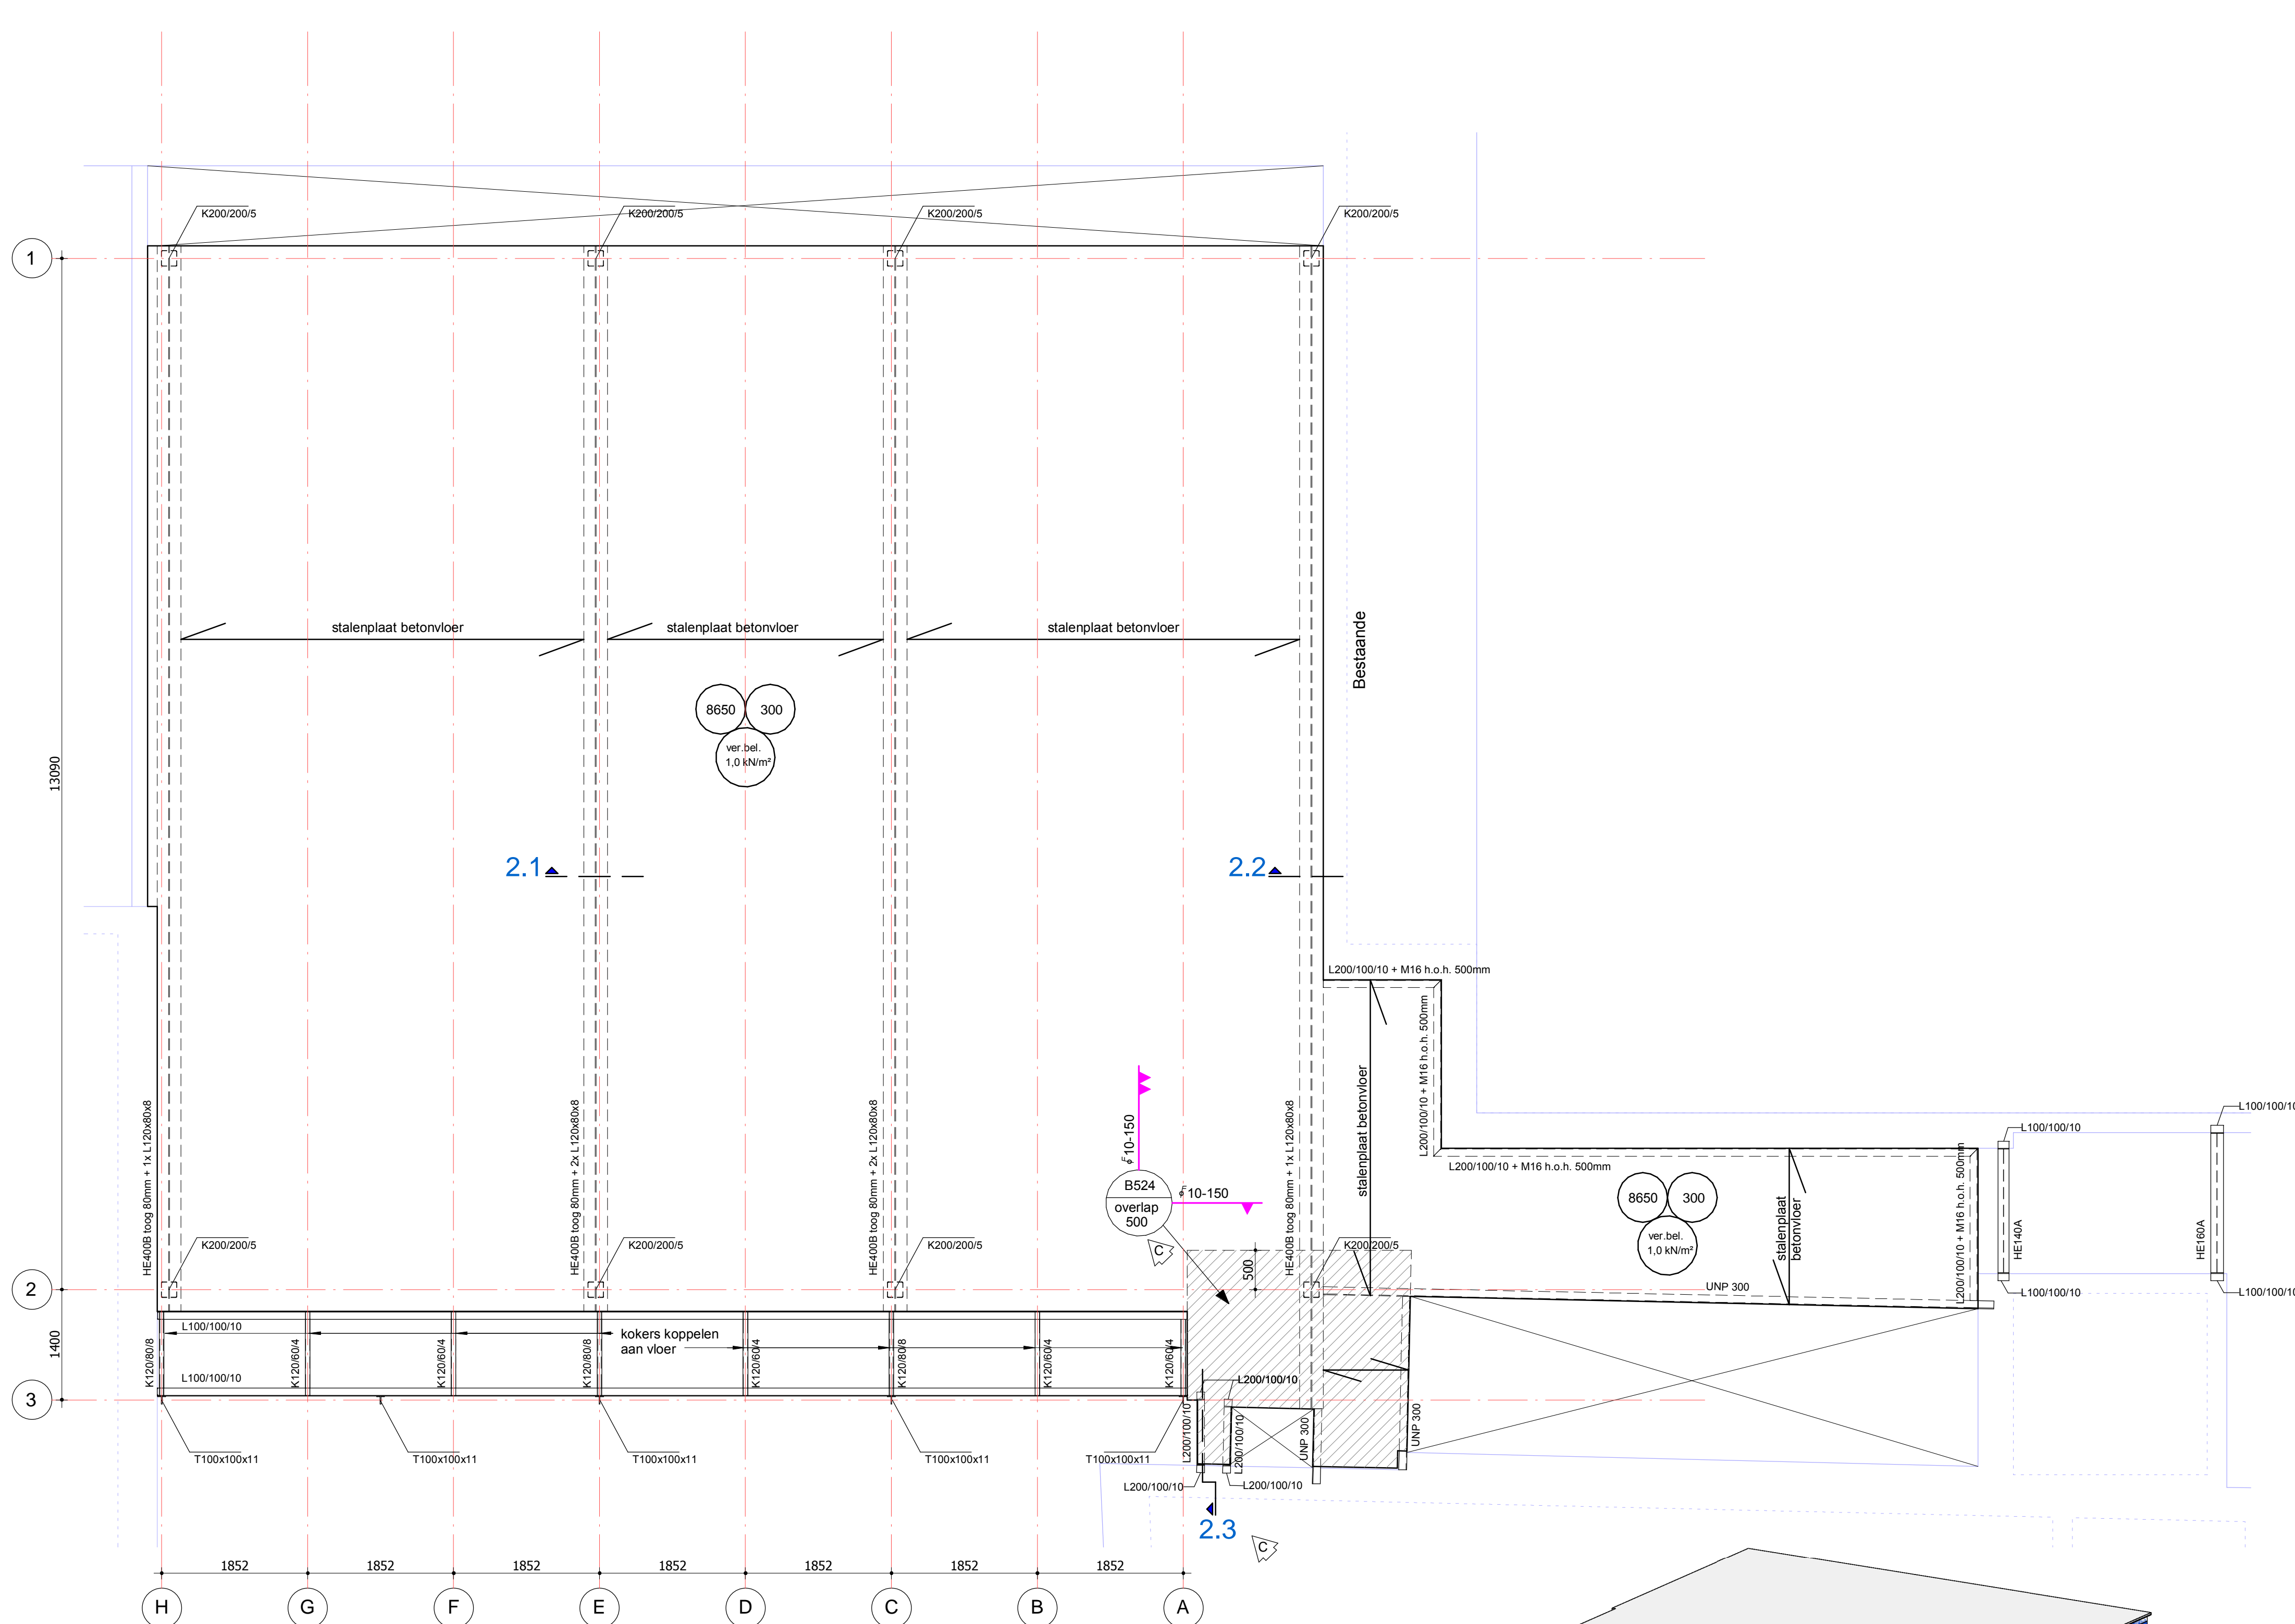 K200/200/5
K200/200/5
K200/200/5
K200/200/5
1
stalenplaat betonvloer
stalenplaat betonvloer
stalenplaat betonvloer
Bestaande
8650
300
ver.bel.
1,0 kN/m²
13090
2.1
2.2
L200/100/10 + M16 h.o.h. 500mm
L200/100/10 + M16 h.o.h. 500mm
L200/100/10 + M16 h.o.h. 500mm
L200/100/10 + M16 h.o.h. 500mm
stalenplaat betonvloer
stalenplaat
betonvloer
8650
300
ver.bel.
1,0 kN/m²
HE400B toog 80mm + 1x L120x80x8
HE400B toog 80mm + 2x L120x80x8
HE400B toog 80mm + 2x L120x80x8
HE400B toog 80mm + 1x L120x80x8
10-150
B524
overlap
500
10-150
C
500
L100/100/10
L100/100/10
HE140A
HE160A
L100/100/10
L100/100/10
K200/200/5
K200/200/5
K200/200/5
K200/200/5
UNP 300
2
1400
3
L100/100/10
L100/100/10
kokers koppelen
aan vloer
K120/80/8
K120/60/4
K120/60/4
K120/80/8
K120/60/4
K120/80/8
K120/60/4
K120/60/4
L200/100/10
L200/100/10
L200/100/10
UNP 300
UNP 300
T100x100x11
T100x100x11
T100x100x11
T100x100x11
T100x100x11
L200/100/10
L200/100/10
2.3
C
1852
1852
1852
1852
1852
1852
1852
H
G
F
E
D
C
B
A